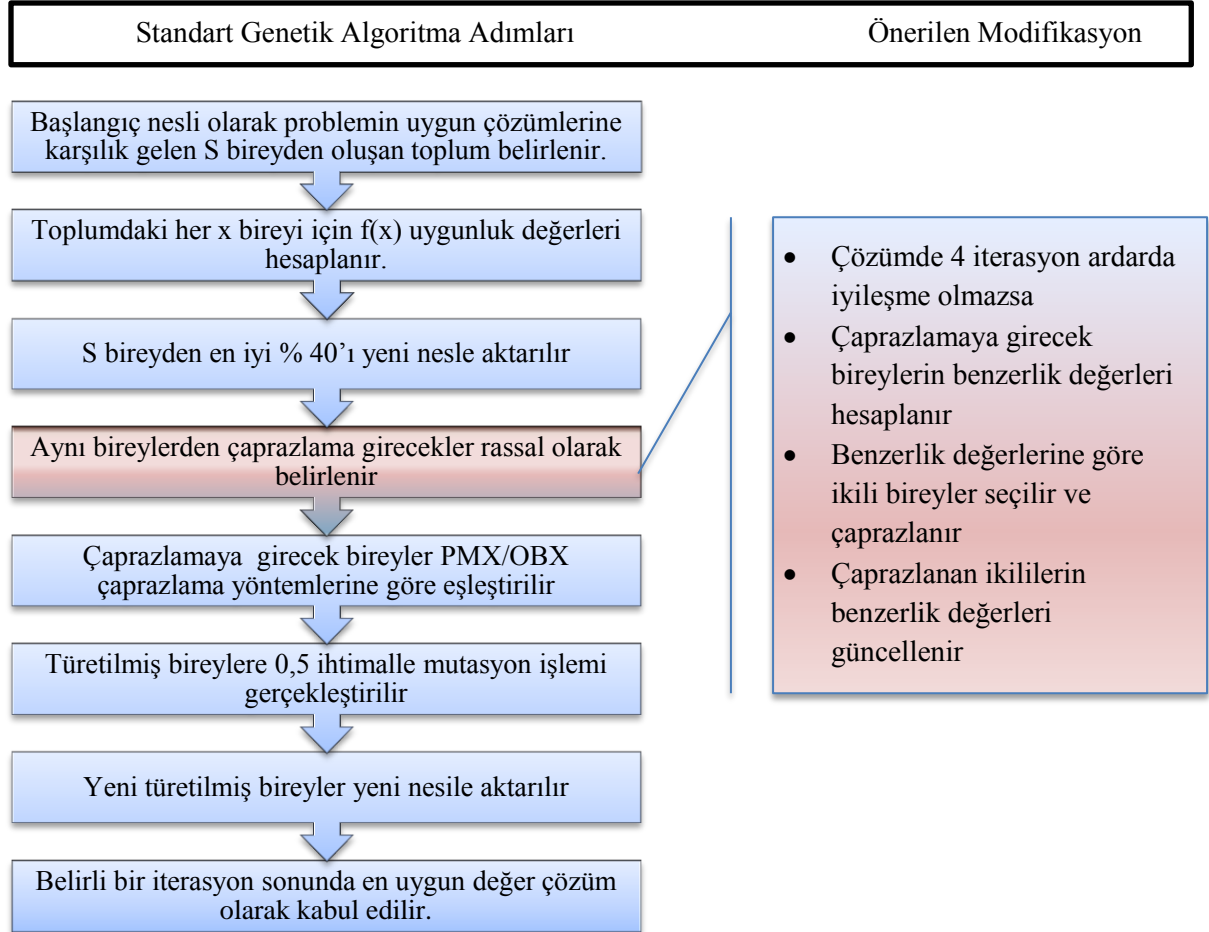 Standart Genetik Algoritma Adımları Önerilen Modifikasyon
Başlangıç nesli olarak problemin uygun çözümlerine
karşılık gelen S bireyden oluşan toplum belirlenir.
Toplumdaki her x bireyi için f(x) uygunluk değerleri
hesaplanır.
S bireyden en iyi % 40’ı yeni nesle aktarılır
Aynı bireylerden çaprazlama girecekler rassal olarak
belirlenir
Çaprazlamaya girecek bireyler PMX/OBX
çaprazlama yöntemlerine göre eşleştirilir
Türetilmiş bireylere 0,5 ihtimalle mutasyon işlemi
gerçekleştirilir
Yeni türetilmiş bireyler yeni nesile aktarılır
Belirli bir iterasyon sonunda en uygun değer çözüm
olarak kabul edilir.
• Çözümde 4 iterasyon ardarda
iyileşme olmazsa
• Çaprazlamaya girecek
bireylerin benzerlik değerleri
hesaplanır
• Benzerlik değerlerine göre
ikili bireyler seçilir ve
çaprazlanır
• Çaprazlanan ikililerin
benzerlik değerleri
güncellenir